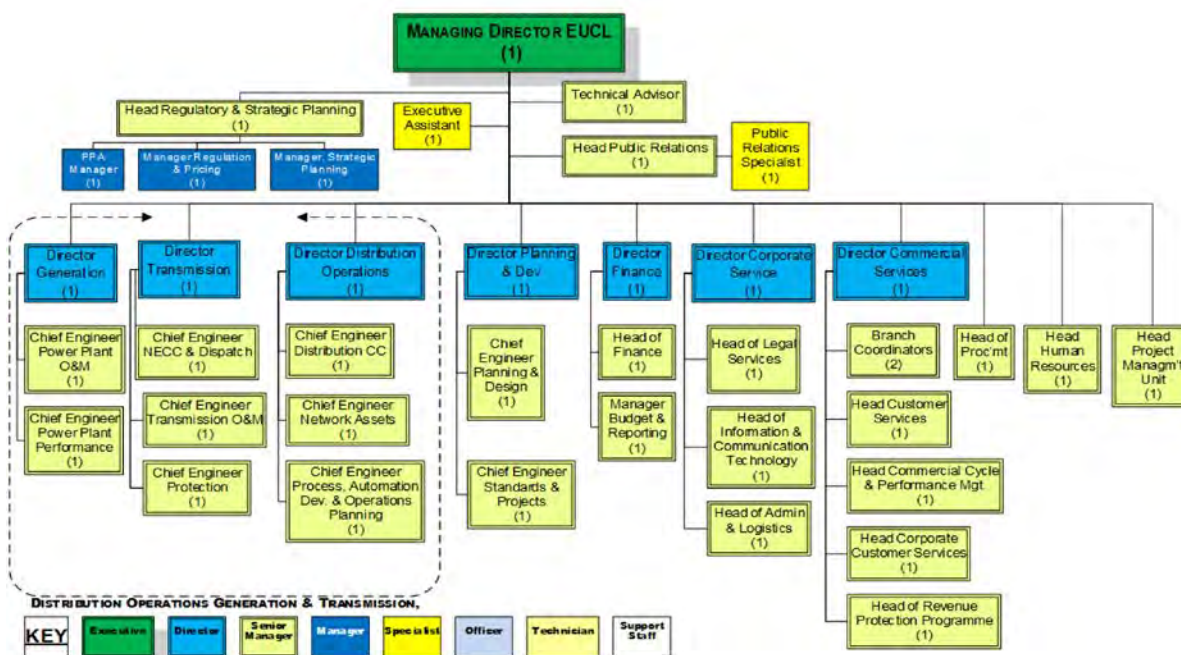 MANAGING DIRECTOR EUCL
(1)
Head Regulatory & Strategic Planning
(1)
Executive
Assistant
(1)
Technical Advisor
(1)
Head Public Relations
(1)
Public
Relations
Specialist
(1)
PPA
Manager
(1)
Manager Regulation
& Pricing
(1)
Manager, Strategic
Planning
(1)
Director
Generation
(1)
Director
Transmission
(1)
Director Distribution
Operations
(1)
Director Planning
& Dev
(1)
Director
Finance
(1)
Director Corporate
Service
(1)
Director Commercial
Services
(1)
Chief Engineer
Power Plant
O&M
(1)
Chief Engineer
Power Plant
Performance
(1)
Chief Engineer
NECC & Dispatch
(1)
Chief Engineer
Transmission O&M
(1)
Chief Engineer
Protection
(1)
Chief Engineer
Distribution CC
(1)
Chief Engineer
Network Assets
(1)
Chief Engineer
Process, Automation
Dev. & Operations
Planning
(1)
Chief
Engineer
Planning &
Design
(1)
Chief Engineer
Standards &
Projects
(1)
Head of
Finance
(1)
Manager
Budget &
Reporting
(1)
Head of Legal
Services
(1)
Head of
Information &
Communication
Technology
(1)
Head of Admin
& Logistics
(1)
Branch
Coordinators
(2)
Head Customer
Services
(1)
Head Commercial Cycle
& Performance Mgt.
(1)
Head Corporate
Customer Services
(1)
Head of Revenue
Protection Programme
(1)
Head of
Proc'mt
(1)
Head
Human
Resources
(1)
Head
Project
Managm't
Unit
(1)
DISTRIBUTION OPERATIONS GENERATION & TRANSMISSION,
KEY
Executive
Director
Senior
Manager
Manager
Specialist
Officer
Technician
Support
Staff